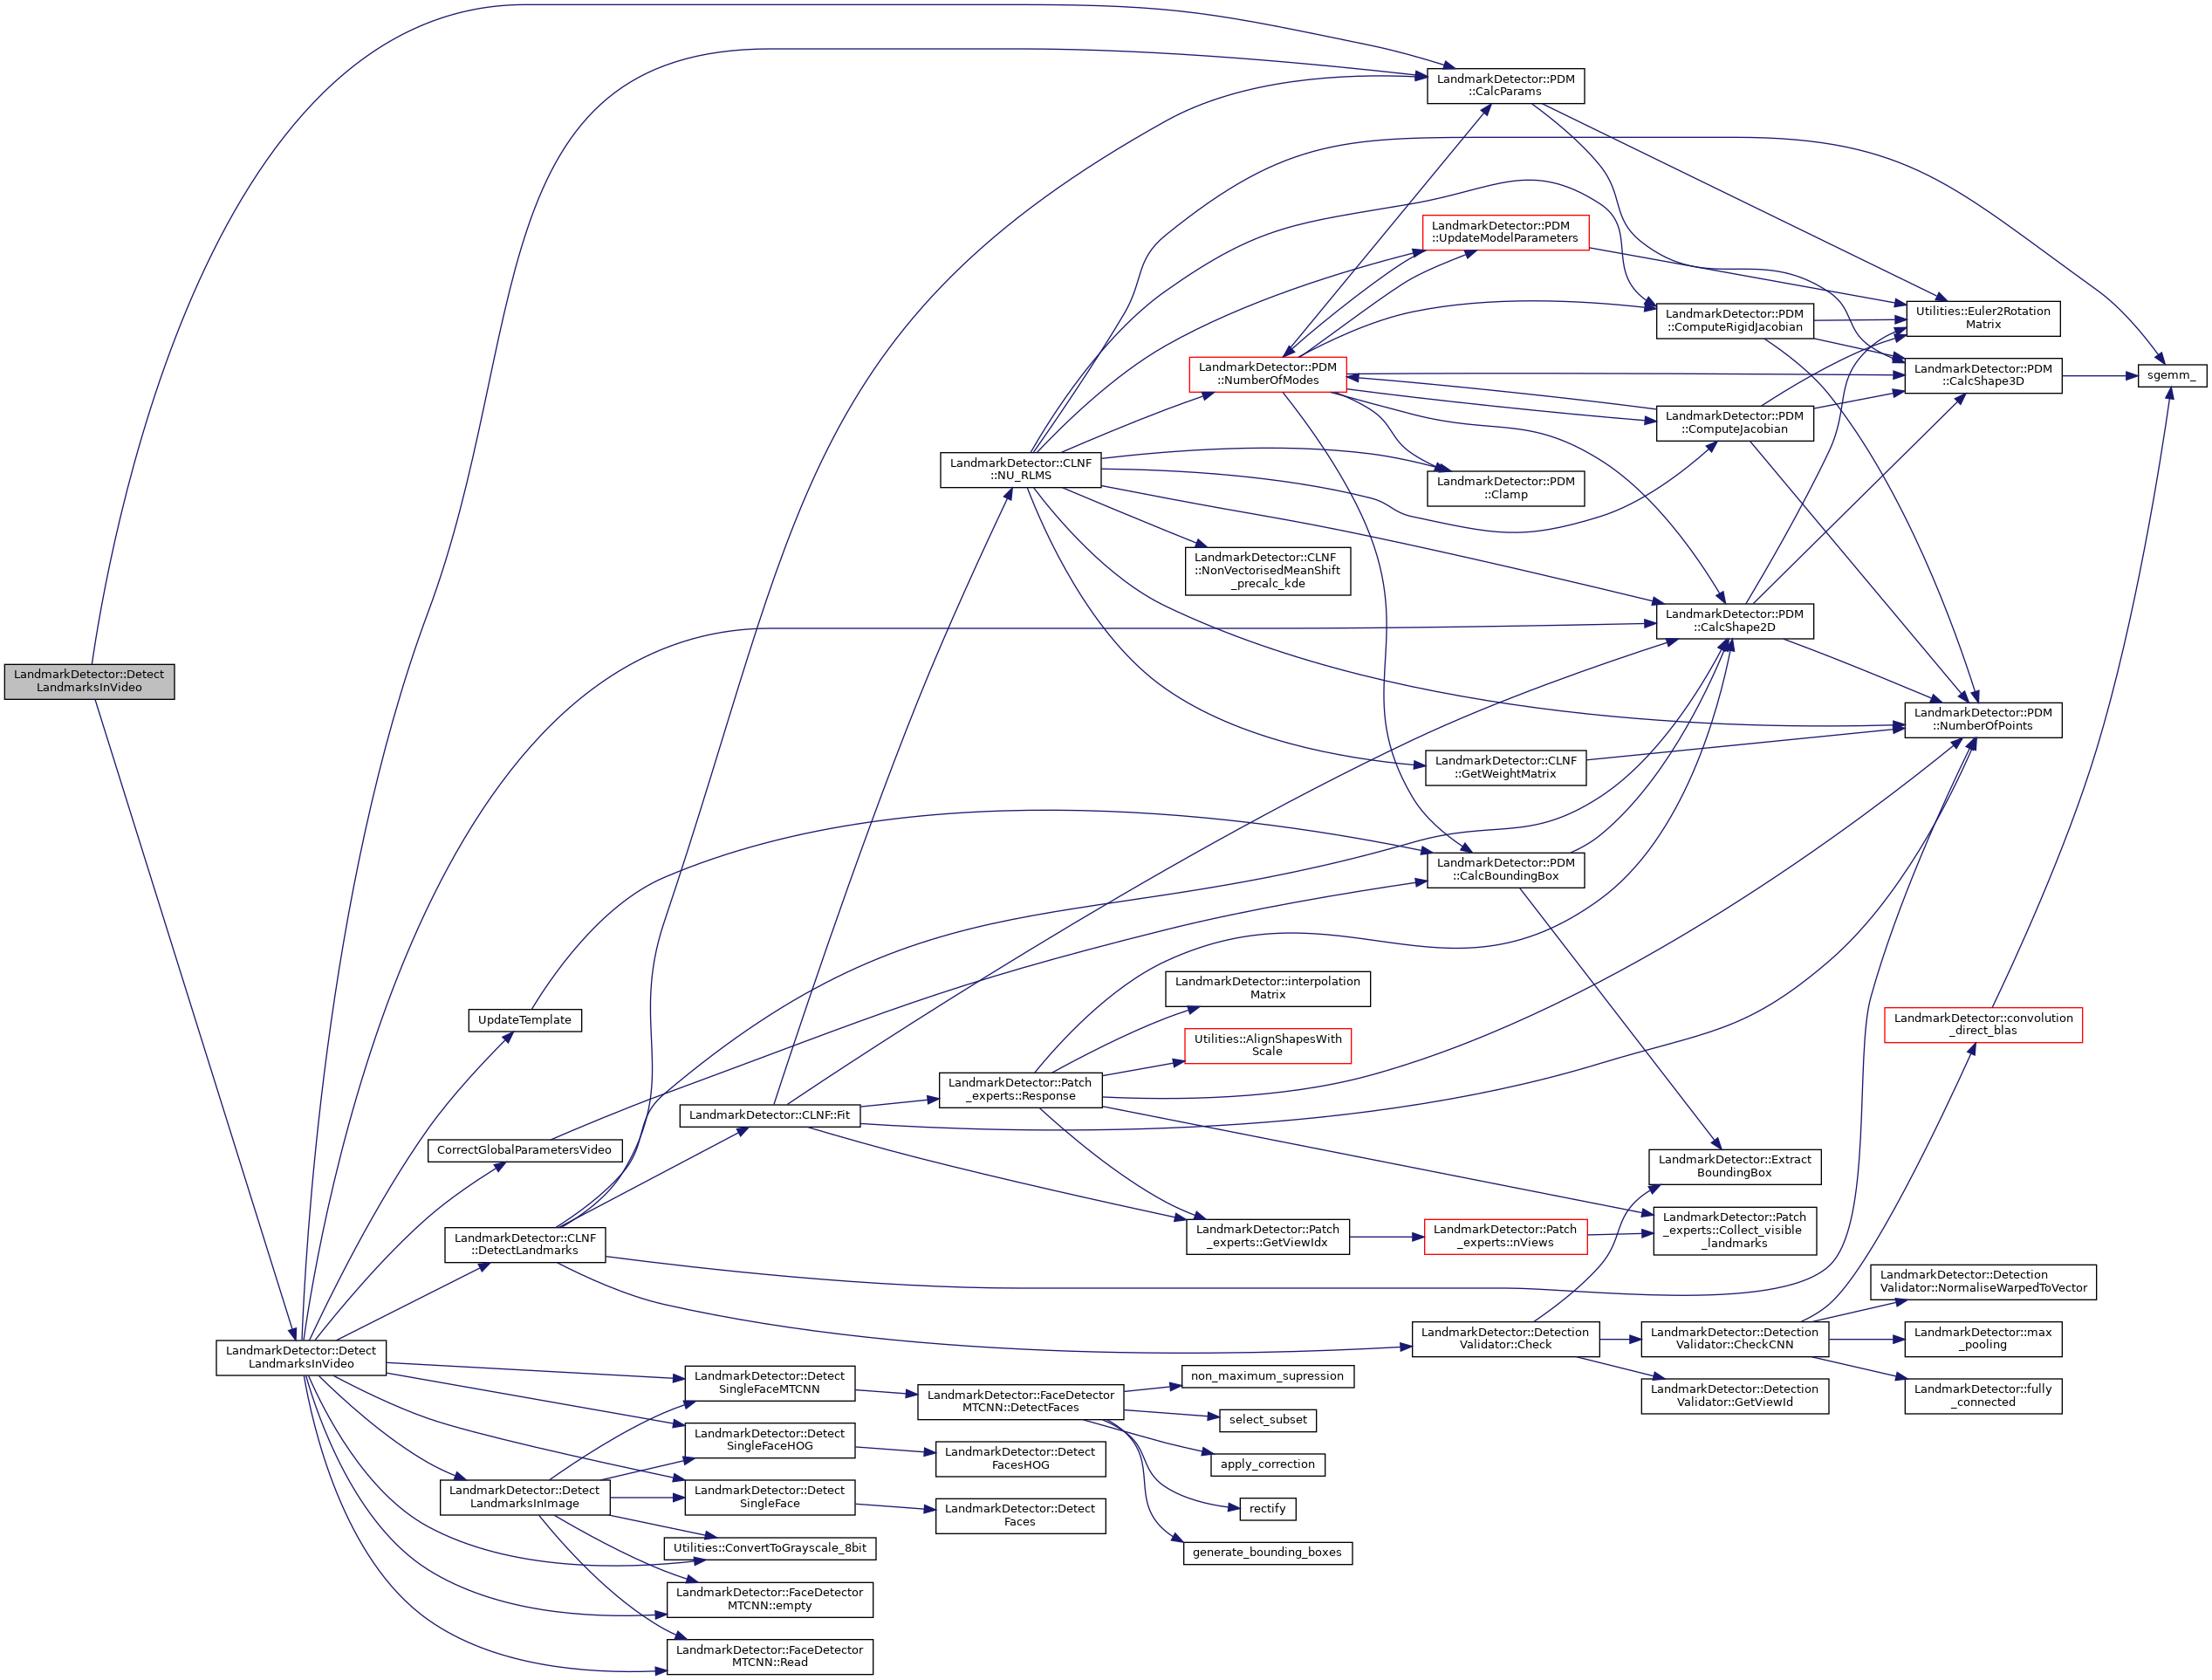 LandmarkDetector::Detect
LandmarksInVideo
LandmarkDetector::Detect
LandmarksInVideo
UpdateTemplate
CorrectGlobalParametersVideo
LandmarkDetector::CLNF
::DetectLandmarks
LandmarkDetector::Detect
LandmarksInImage
LandmarkDetector::CLNF::Fit
LandmarkDetector::Detect
SingleFaceMTCNN
LandmarkDetector::Detect
SingleFaceHOG
LandmarkDetector::Detect
SingleFace
Utilities::ConvertToGrayscale_8bit
LandmarkDetector::FaceDetector
MTCNN::empty
LandmarkDetector::FaceDetector
MTCNN::Read
LandmarkDetector::CLNF
::NU_RLMS
LandmarkDetector::Patch
_experts::Response
LandmarkDetector::FaceDetector
MTCNN::DetectFaces
LandmarkDetector::Detect
FacesHOG
LandmarkDetector::Detect
Faces
LandmarkDetector::PDM
::NumberOfModes
LandmarkDetector::CLNF
::NonVectorisedMeanShift
_precalc_kde
LandmarkDetector::interpolation
Matrix
Utilities::AlignShapesWith
Scale
LandmarkDetector::Patch
_experts::GetViewIdx
non_maximum_supression
select_subset
apply_correction
rectify
generate_bounding_boxes
LandmarkDetector::PDM
::CalcParams
LandmarkDetector::PDM
::UpdateModelParameters
LandmarkDetector::PDM
::Clamp
LandmarkDetector::CLNF
::GetWeightMatrix
LandmarkDetector::PDM
::CalcBoundingBox
LandmarkDetector::Patch
_experts::nViews
LandmarkDetector::Detection
Validator::Check
LandmarkDetector::PDM
::ComputeRigidJacobian
LandmarkDetector::PDM
::ComputeJacobian
LandmarkDetector::PDM
::CalcShape2D
LandmarkDetector::Extract
BoundingBox
LandmarkDetector::Patch
_experts::Collect_visible
_landmarks
LandmarkDetector::Detection
Validator::CheckCNN
LandmarkDetector::Detection
Validator::GetViewId
Utilities::Euler2Rotation
Matrix
LandmarkDetector::PDM
::CalcShape3D
LandmarkDetector::PDM
::NumberOfPoints
LandmarkDetector::convolution
_direct_blas
LandmarkDetector::Detection
Validator::NormaliseWarpedToVector
LandmarkDetector::max
_pooling
LandmarkDetector::fully
_connected
sgemm_